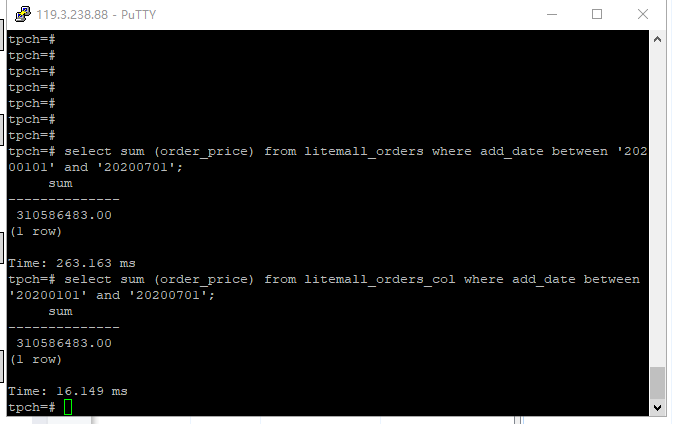 119.3.238.88 - PuTTY
tpch=#
tpch=#
tpch=#
tpch=#
tpch=#
tpch=#
tpch=#
tpch=# select sum (order_price) from litemall_orders where add_date between '202
00101' and '20200701';
sum
--------------
310586483.00
(1 row)
Time: 263.163 ms
tpch=# select sum (order_price) from litemall_orders_col where add_date between
'20200101' and '20200701';
sum
--------------
310586483.00
(1 row)
Time: 16.149 ms
tpch=#